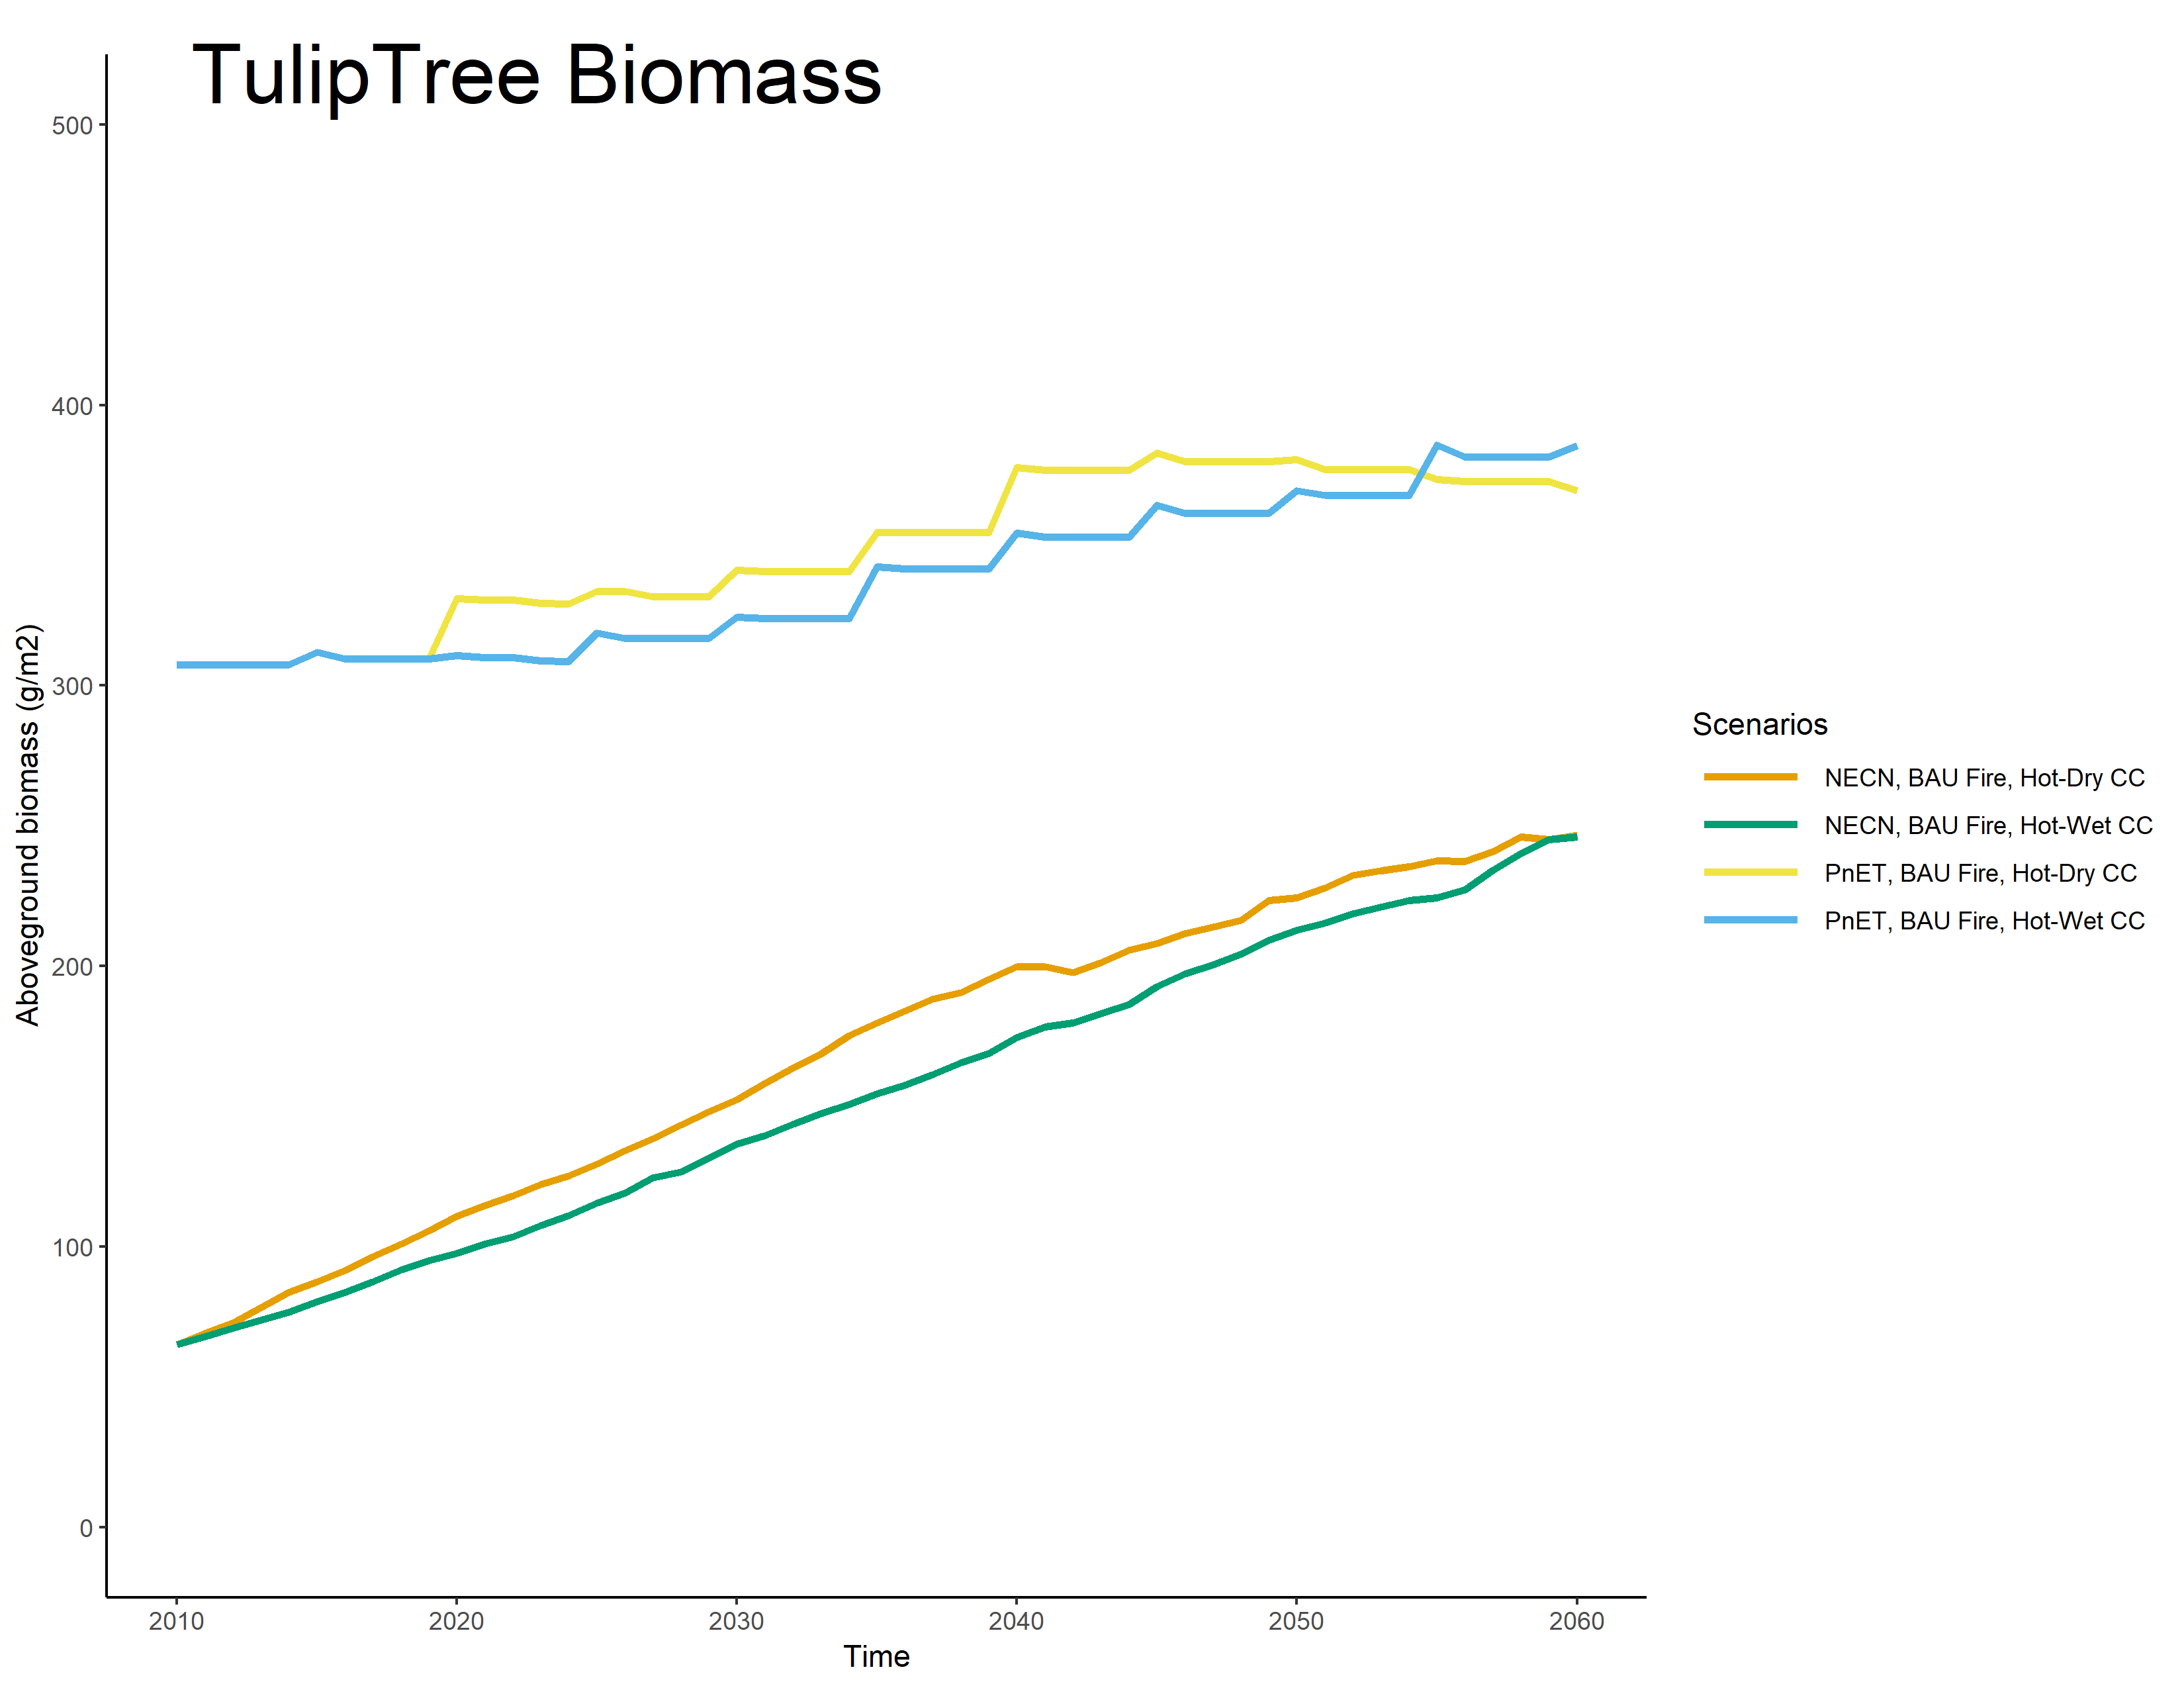 TulipTree Biomass
500
400
300
200
100
0
Aboveground biomass (g/m2)
2010 2020 2030 2040 2050 2060
Time
Scenarios
NECN, BAU Fire, Hot-Dry CC
NECN, BAU Fire, Hot-Wet CC
PnET, BAU Fire, Hot-Dry CC
PnET, BAU Fire, Hot-Wet CC